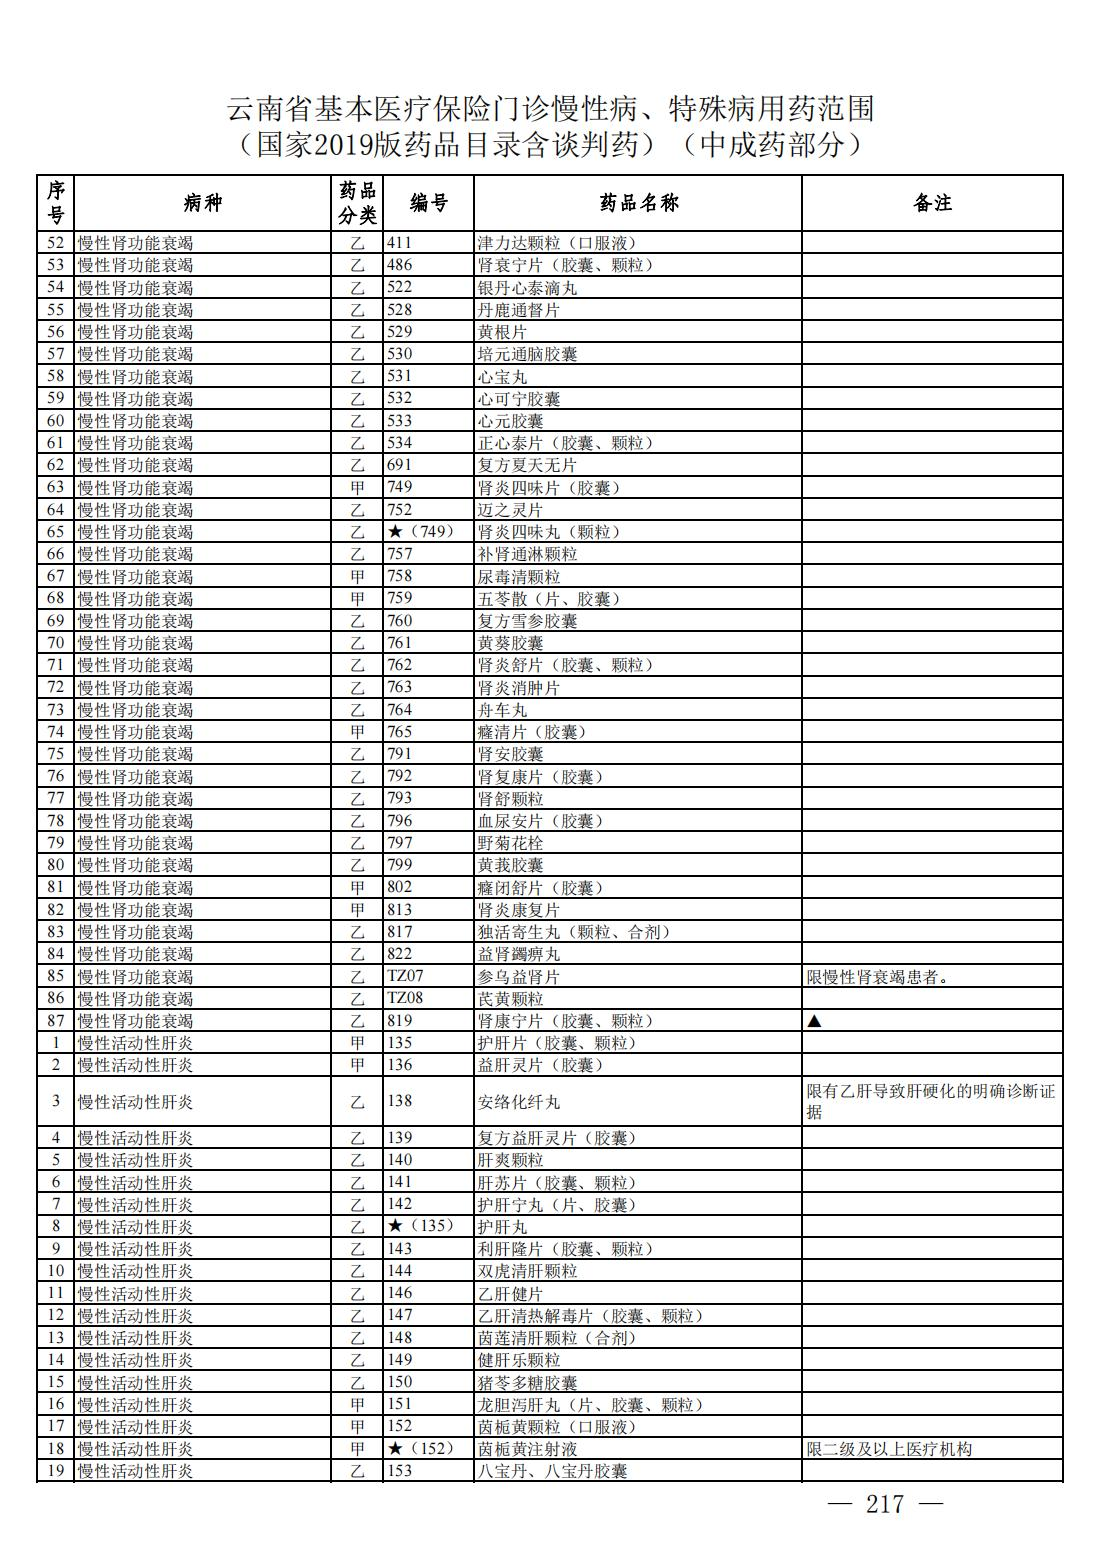 云南省基本医疗保险门诊慢性病、特殊病用药范围
（国家2019版药品目录含谈判药）（中成药部分）
序号 病种 药品分类 编号 药品名称 备注
52 慢性肾功能衰竭 乙 411 津力达颗粒（口服液）
53 慢性肾功能衰竭 乙 486 肾衰宁片（胶囊、颗粒）
54 慢性肾功能衰竭 乙 522 银丹心泰滴丸
55 慢性肾功能衰竭 乙 528 丹鹿通督片
56 慢性肾功能衰竭 乙 529 黄根片
57 慢性肾功能衰竭 乙 530 培元通脑胶囊
58 慢性肾功能衰竭 乙 531 心宝丸
59 慢性肾功能衰竭 乙 532 心可宁胶囊
60 慢性肾功能衰竭 乙 533 心元胶囊
61 慢性肾功能衰竭 乙 534 正心泰片（胶囊、颗粒）
62 慢性肾功能衰竭 乙 691 复方夏天无片
63 慢性肾功能衰竭 甲 749 肾炎四味片（胶囊）
64 慢性肾功能衰竭 乙 752 迈之灵片
65 慢性肾功能衰竭 乙 ★（749） 肾炎四味丸（颗粒）
66 慢性肾功能衰竭 乙 757 补肾通淋颗粒
67 慢性肾功能衰竭 甲 758 尿毒清颗粒
68 慢性肾功能衰竭 甲 759 五苓散（片、胶囊）
69 慢性肾功能衰竭 乙 760 复方雪参胶囊
70 慢性肾功能衰竭 乙 761 黄葵胶囊
71 慢性肾功能衰竭 乙 762 肾炎舒片（胶囊、颗粒）
72 慢性肾功能衰竭 乙 763 肾炎消肿片
73 慢性肾功能衰竭 乙 764 舟车丸
74 慢性肾功能衰竭 甲 765 癃清片（胶囊）
75 慢性肾功能衰竭 乙 791 肾安胶囊
76 慢性肾功能衰竭 乙 792 肾复康片（胶囊）
77 慢性肾功能衰竭 乙 793 肾舒颗粒
78 慢性肾功能衰竭 乙 796 血尿安片（胶囊）
79 慢性肾功能衰竭 乙 797 野菊花栓
80 慢性肾功能衰竭 乙 799 黄莪胶囊
81 慢性肾功能衰竭 甲 802 癃闭舒片（胶囊）
82 慢性肾功能衰竭 甲 813 肾炎康复片
83 慢性肾功能衰竭 乙 817 独活寄生丸（颗粒、合剂）
84 慢性肾功能衰竭 乙 822 益肾蠲痹丸
85 慢性肾功能衰竭 乙 TZ07 参乌益肾片 限慢性肾衰竭患者。
86 慢性肾功能衰竭 乙 TZ08 芪黄颗粒
87 慢性肾功能衰竭 乙 819 肾康宁片（胶囊、颗粒） ▲
1 慢性活动性肝炎 甲 135 护肝片（胶囊、颗粒）
2 慢性活动性肝炎 甲 136 益肝灵片（胶囊）
3 慢性活动性肝炎 乙 138 安络化纤丸 限有乙肝导致肝硬化的明确诊断证
据
4 慢性活动性肝炎 乙 139 复方益肝灵片（胶囊）
5 慢性活动性肝炎 乙 140 肝爽颗粒
6 慢性活动性肝炎 乙 141 肝苏片（胶囊、颗粒）
7 慢性活动性肝炎 乙 142 护肝宁丸（片、胶囊）
8 慢性活动性肝炎 乙 ★（135） 护肝丸
9 慢性活动性肝炎 乙 143 利肝隆片（胶囊、颗粒）
10 慢性活动性肝炎 乙 144 双虎清肝颗粒
11 慢性活动性肝炎 乙 146 乙肝健片
12 慢性活动性肝炎 乙 147 乙肝清热解毒片（胶囊、颗粒）
13 慢性活动性肝炎 乙 148 茵莲清肝颗粒（合剂）
14 慢性活动性肝炎 乙 149 健肝乐颗粒
15 慢性活动性肝炎 乙 150 猪苓多糖胶囊
16 慢性活动性肝炎 甲 151 龙胆泻肝丸（片、胶囊、颗粒）
17 慢性活动性肝炎 甲 152 茵栀黄颗粒（口服液）
18 慢性活动性肝炎 甲 ★（152） 茵栀黄注射液 限二级及以上医疗机构
19 慢性活动性肝炎 乙 153 八宝丹、八宝丹胶囊
— 217 —